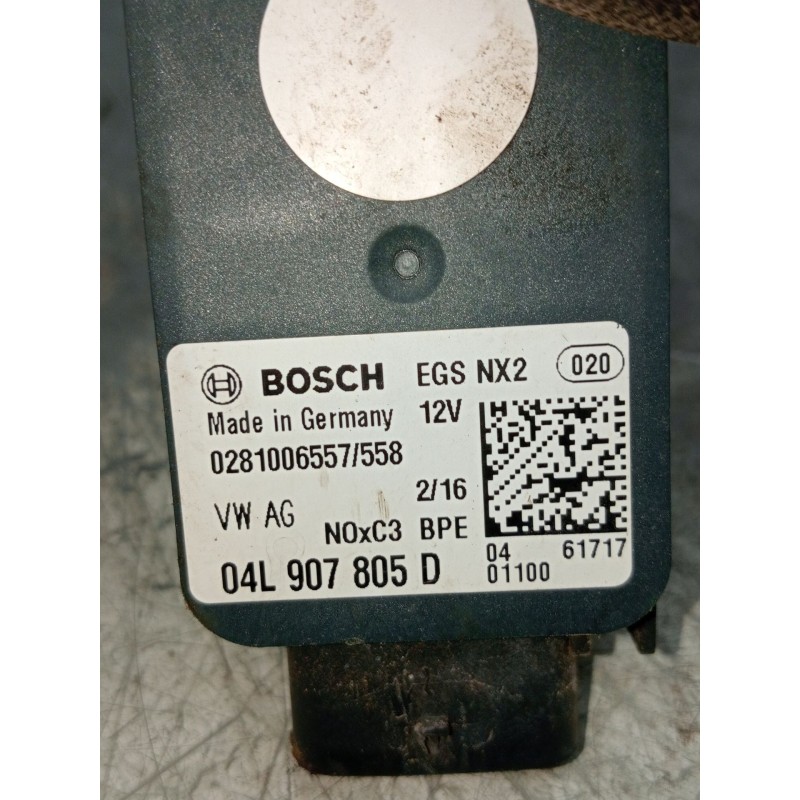 BOSCH EGS NX2 020
Made in Germany 12V
0281006557/558
2/16
VW AG
NOxC3 BPE
04 61717
04L 907 805 D 01100